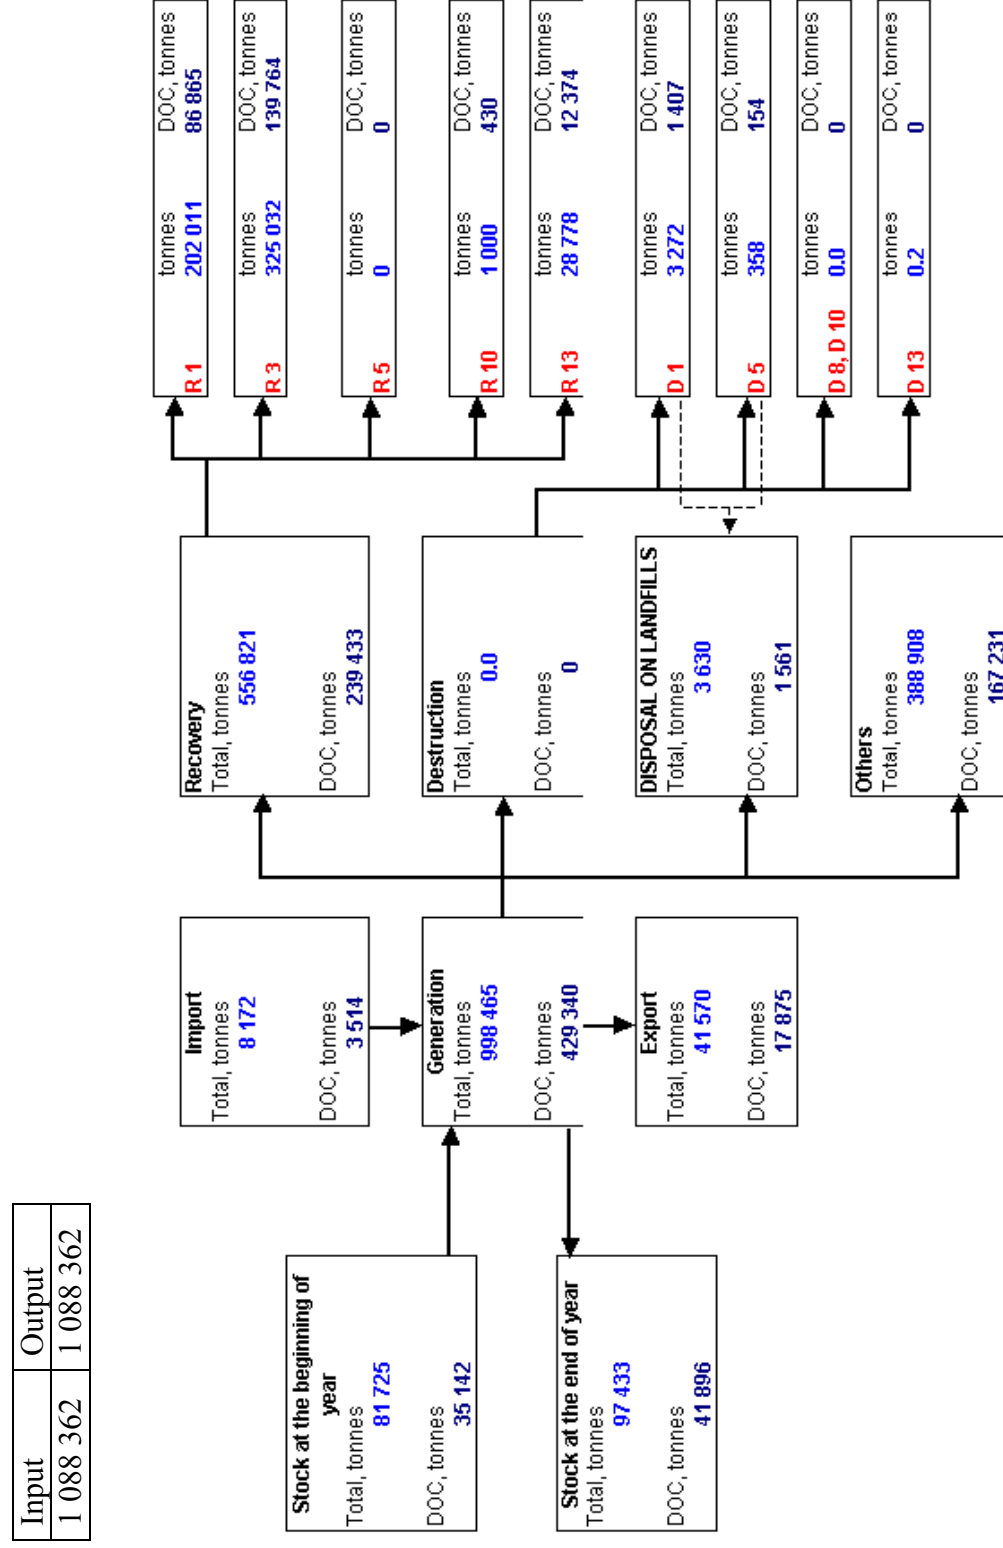 Input Output
1 088 362 1 088 362
Stock at the beginning of
year
Total, tonnes
81 725
DOC, tonnes
35 142
Stock at the end of year
Total, tonnes
97 433
DOC, tonnes
41 896
Import
Total, tonnes
8 172
DOC, tonnes
3 514
Generation
Total, tonnes
998 465
DOC, tonnes
429 340
Export
Total, tonnes
41 570
DOC, tonnes
17 875
Recovery
Total, tonnes
556 821
DOC, tonnes
239 433
Destruction
Total, tonnes
0.0
DOC, tonnes
0
DISPOSAL ON LANDFILLS
Total, tonnes
3 630
DOC, tonnes
1 561
Others
Total, tonnes
388 908
DOC, tonnes
167 231
tonnes DOC, tonnes
R 1 202 011 86 865
tonnes DOC, tonnes
R 3 325 032 139 764
tonnes DOC, tonnes
R 5 0 0
tonnes DOC, tonnes
R 10 1 000 430
tonnes DOC, tonnes
R 13 28 778 12 374
tonnes DOC, tonnes
D 1 3 272 1 407
tonnes DOC, tonnes
D 5 358 154
tonnes DOC, tonnes
D 8, D 10 0.0 0
tonnes DOC, tonnes
D 13 0.2 0